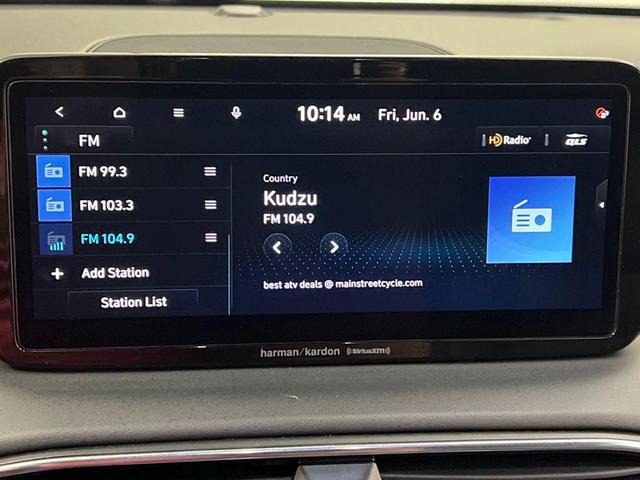 10:14 AM Fri, Jun. 6
FM
HD Radio
QLS
FM 99.3
FM 103.3
FM 104.9
Add Station
Station List
Country
Kudzu
FM 104.9
best atv deals @ mainstreetcycle.com
harman/kardon ((SiriusXM))